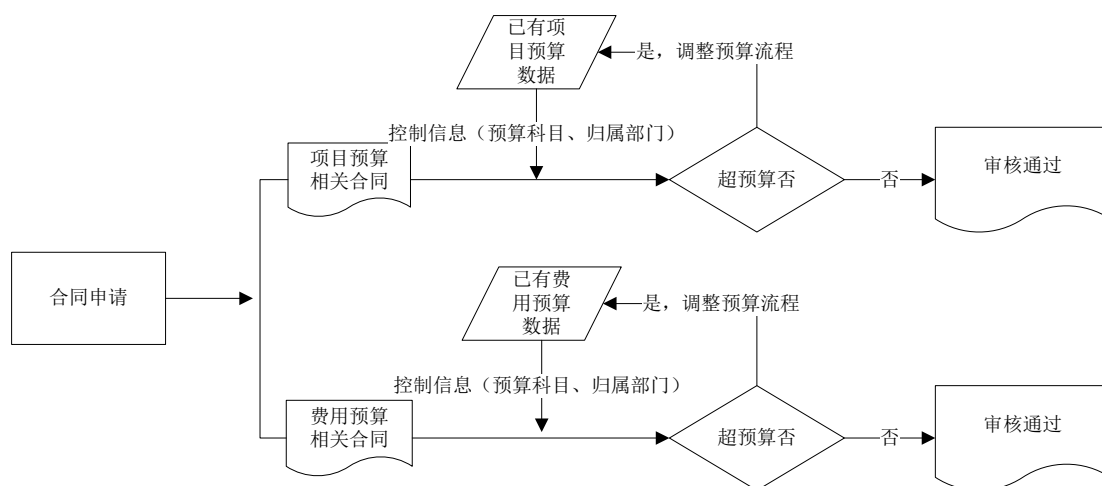 已有项
目预算
数据
是，调整预算流程
控制信息（预算科目、归属部门）
项目预算
相关合同
超预算否
否
审核通过
合同申请
已有费
用预算
数据
是，调整预算流程
控制信息（预算科目、归属部门）
费用预算
相关合同
超预算否
否
审核通过